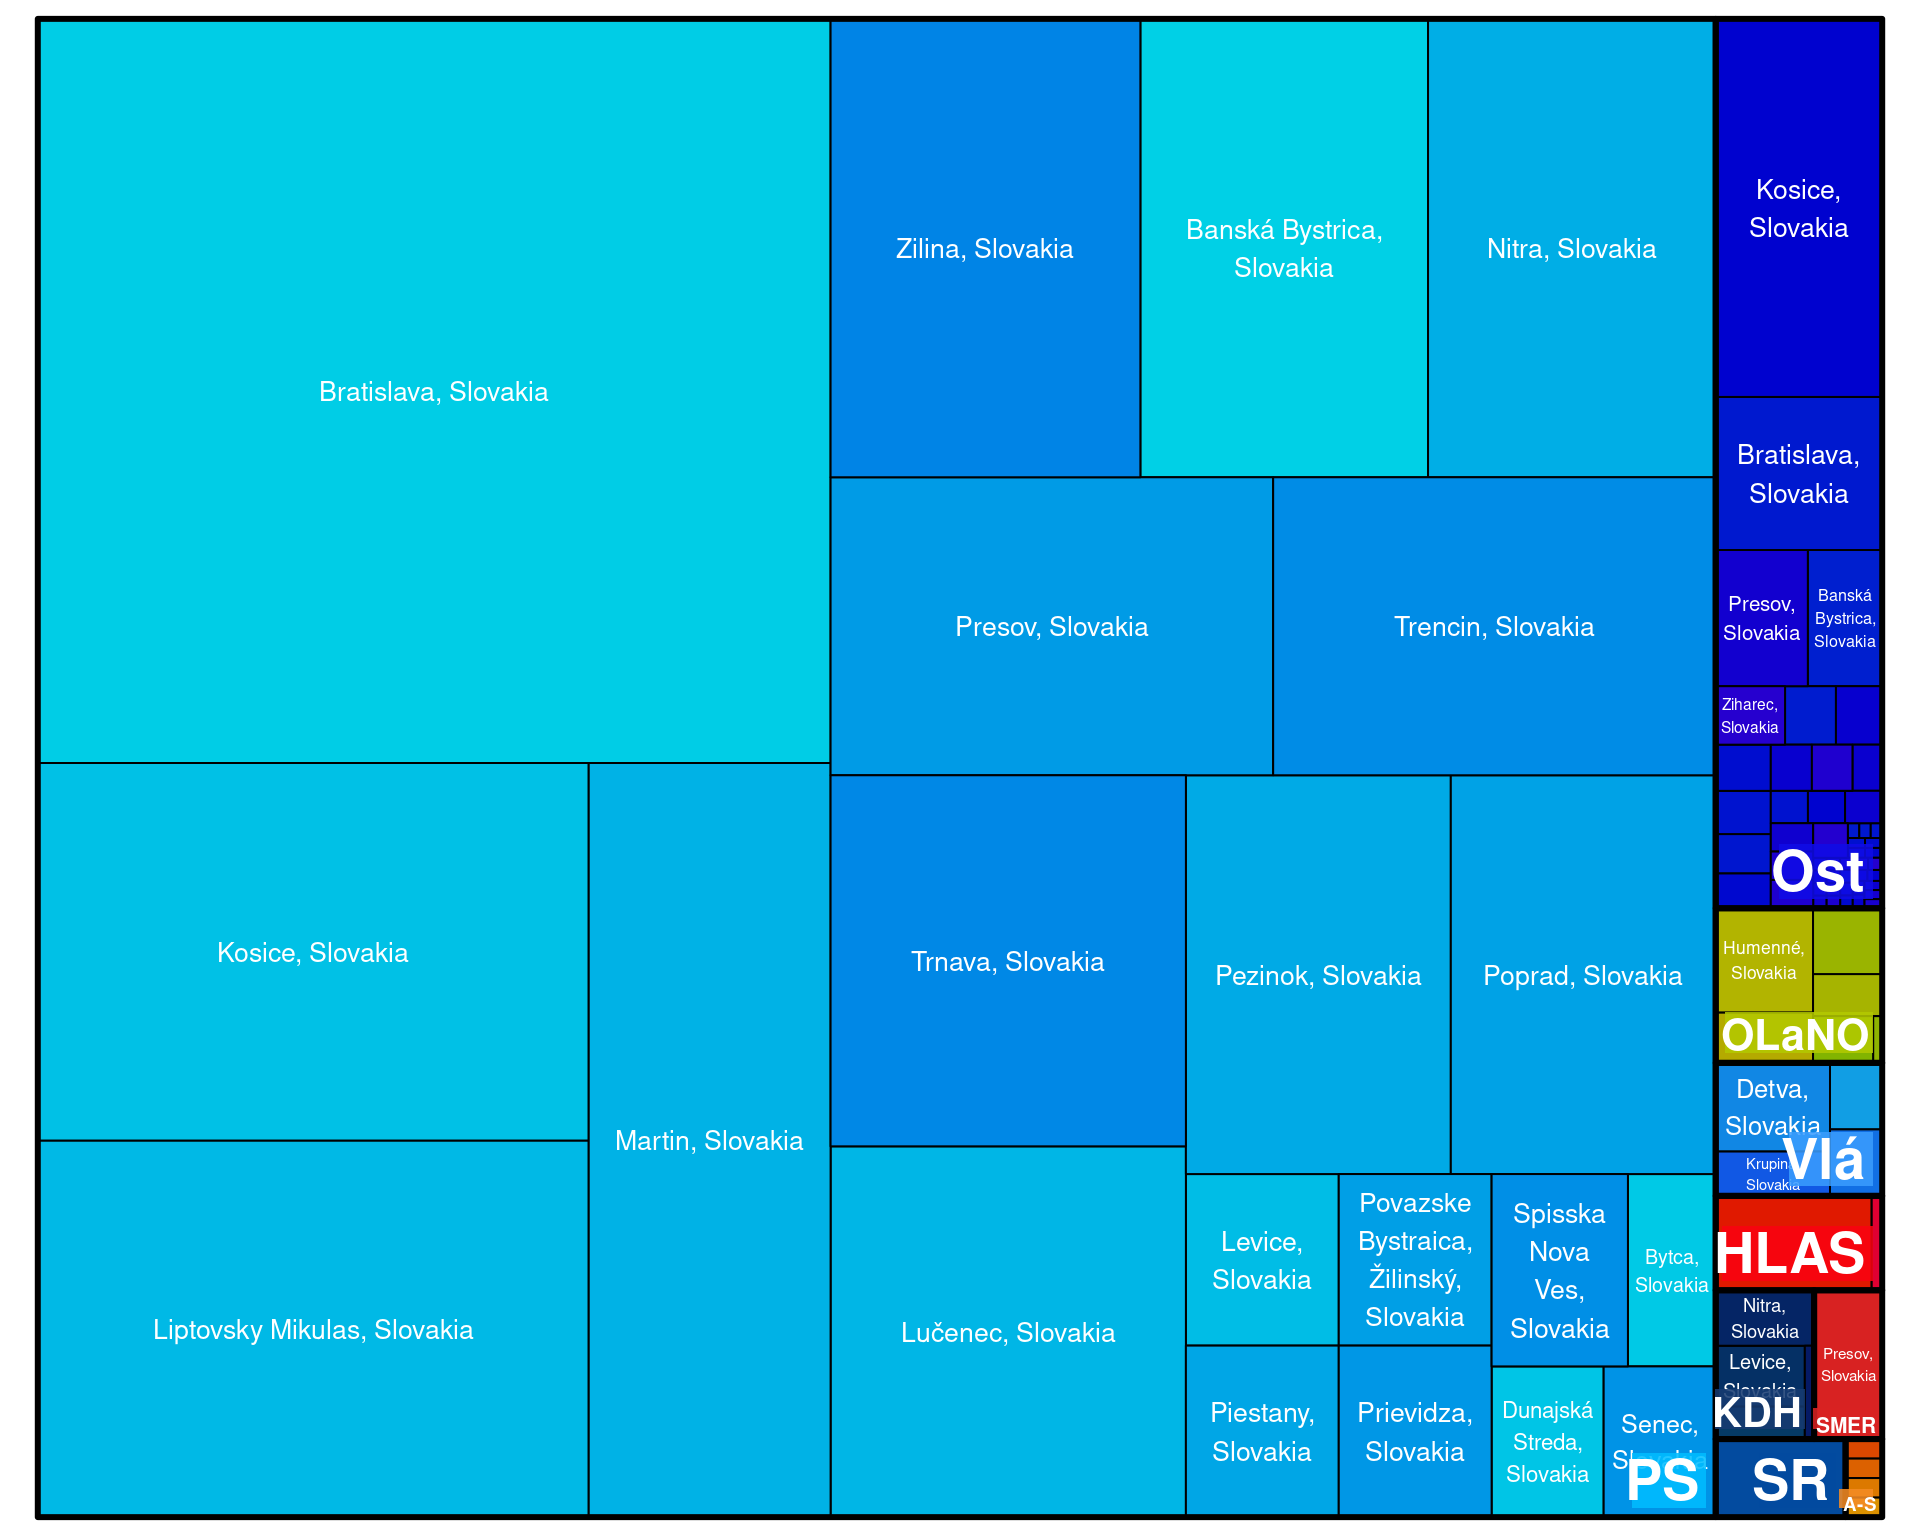 Bratislava, Slovakia
Zilina, Slovakia
Banská Bystrica,
Slovakia
Nitra, Slovakia
Presov, Slovakia
Trencin, Slovakia
Kosice, Slovakia
Liptovsky Mikulas, Slovakia
Martin, Slovakia
Trnava, Slovakia
Lučenec, Slovakia
Pezinok, Slovakia
Poprad, Slovakia
Levice,
Slovakia
Povazske
Bystraica,
Žilinský,
Slovakia
Spisska
Nova
Ves,
Slovakia
Bytca,
Slovakia
Piestany,
Slovakia
Prievidza,
Slovakia
Dunajská
Streda,
Slovakia
Senec,
Slovakia
PS
Kosice,
Slovakia
Bratislava,
Slovakia
Presov,
Slovakia
Banská
Bystrica,
Slovakia
Ziharec,
Slovakia
Ost
Humenné,
Slovakia
OLaNO
Detva,
Slovakia
Slovakia
Vlá
HLAS
Nitra,
Slovakia
Levice,
Slovakia
KDH
Presov,
Slovakia
SMER
SR
A-S